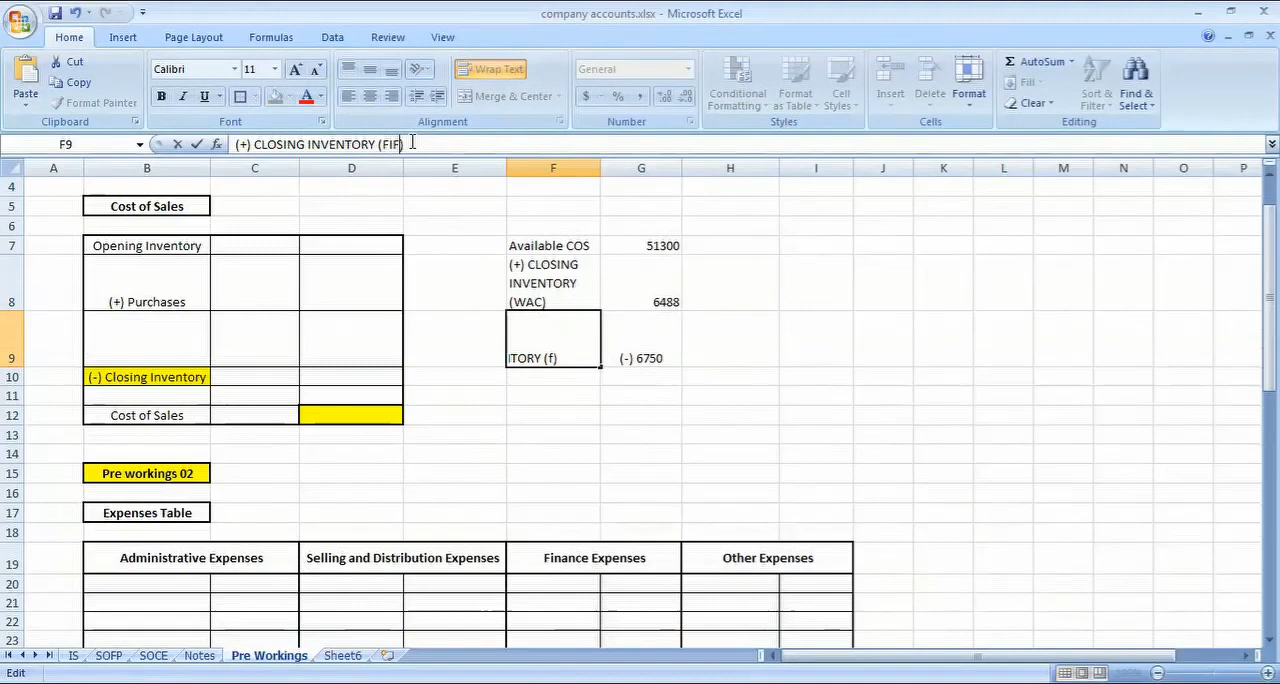 company accounts.xlsx - Microsoft Excel
Home Insert Page Layout Formulas Data Review View
Paste
Cut
Copy
Format Painter
Clipboard
Calibri 11
B I U
Font
Wrap Text
Merge & Center
Alignment
General
$ % ,
Number
Conditional Formatting
Format as Table
Cell Styles
Styles
Insert Delete Format
Cells
AutoSum
Fill
Clear
Sort & Filter
Find & Select
Editing
F9 (+) CLOSING INVENTORY (FIF)
A B C D E F G H I J K L M N O P
4
5 Cost of Sales
6
7 Opening Inventory Available COS 51300
8 (+) Purchases (+) CLOSING
INVENTORY
(WAC) 6488
9 ITORY (f) (-) 6750
10 (-) Closing Inventory
11
12 Cost of Sales
13
14
15 Pre workings 02
16
17 Expenses Table
18
19 Administrative Expenses Selling and Distribution Expenses Finance Expenses Other Expenses
20
21
22
23
IS SOFP SOCE Notes Pre Workings Sheet6
Edit